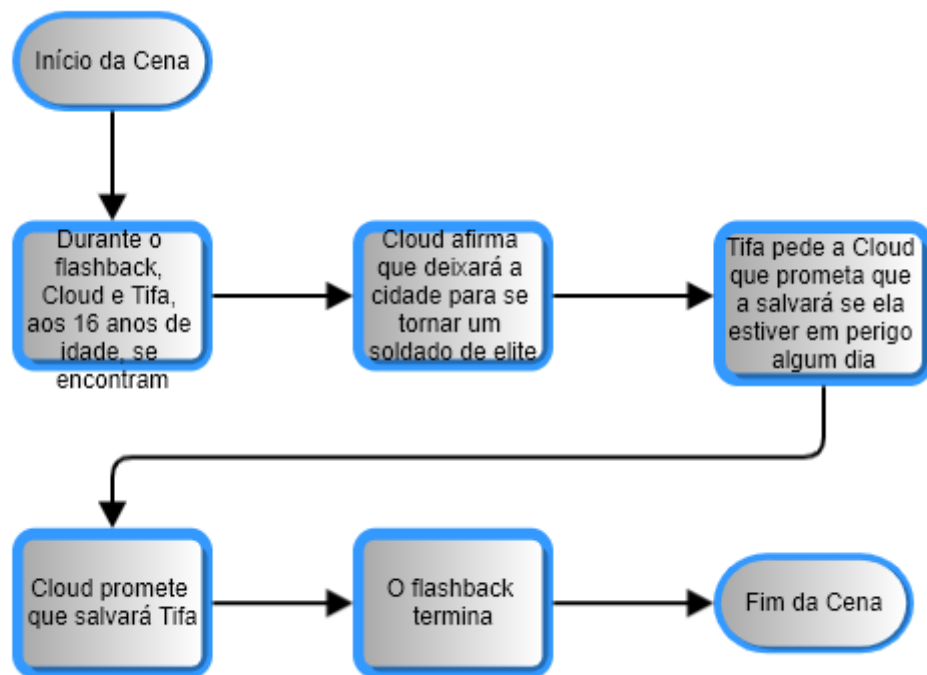 Início da Cena
Durante o
flashback,
Cloud e Tifa,
aos 16 anos de
idade, se
encontram
Cloud afirma
que deixará a
cidade para se
tornar um
soldado de elite
Tifa pede a Cloud
que prometa que
a salvará se ela
estiver em perigo
algum dia
Cloud promete
que salvará Tifa
O flashback
termina
Fim da Cena